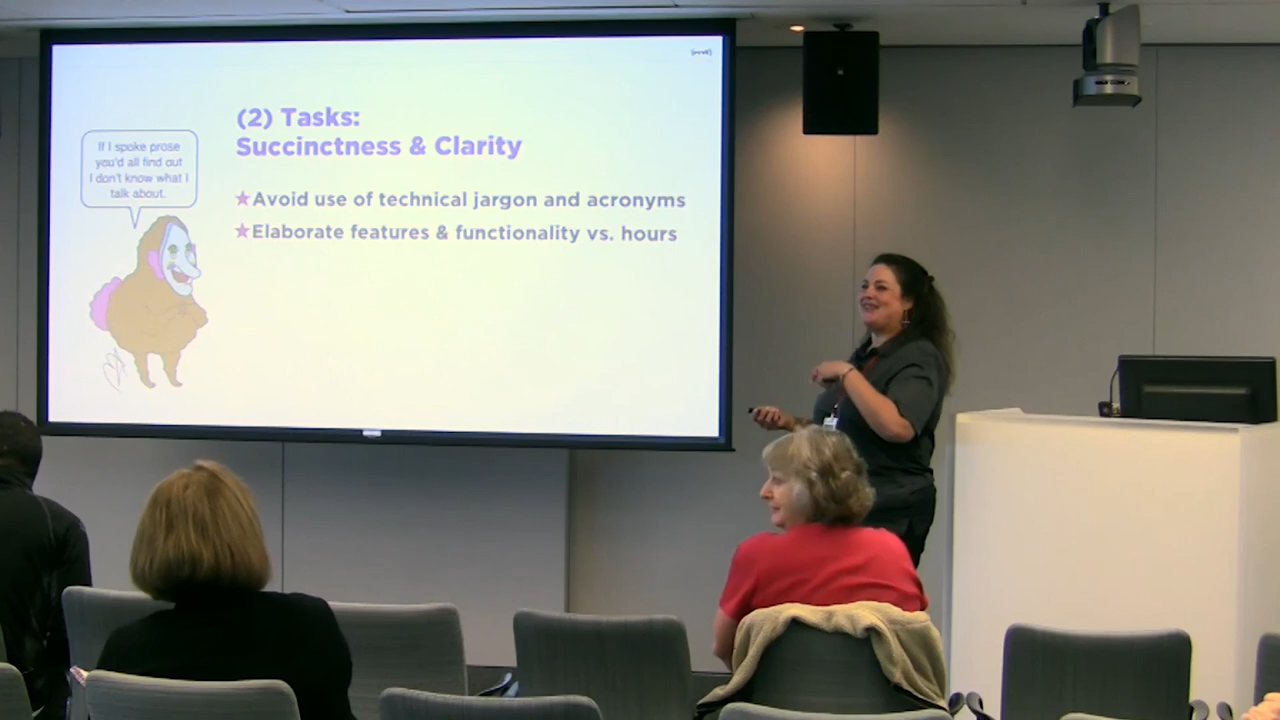 (2) Tasks:
Succinctness & Clarity
If I spoke prose
you'd all find out
I don't know what I
talk about.
★Avoid use of technical jargon and acronyms
★Elaborate features & functionality vs. hours